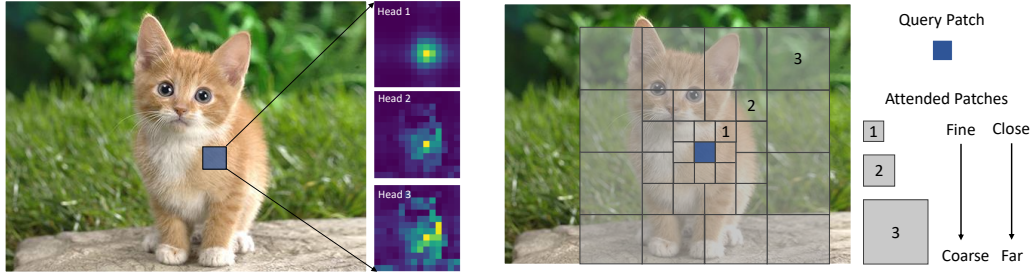 Head 1
Head 2
Head 3
3
2
1
Query Patch
Attended Patches
1
Fine
Close
2
3
Coarse
Far